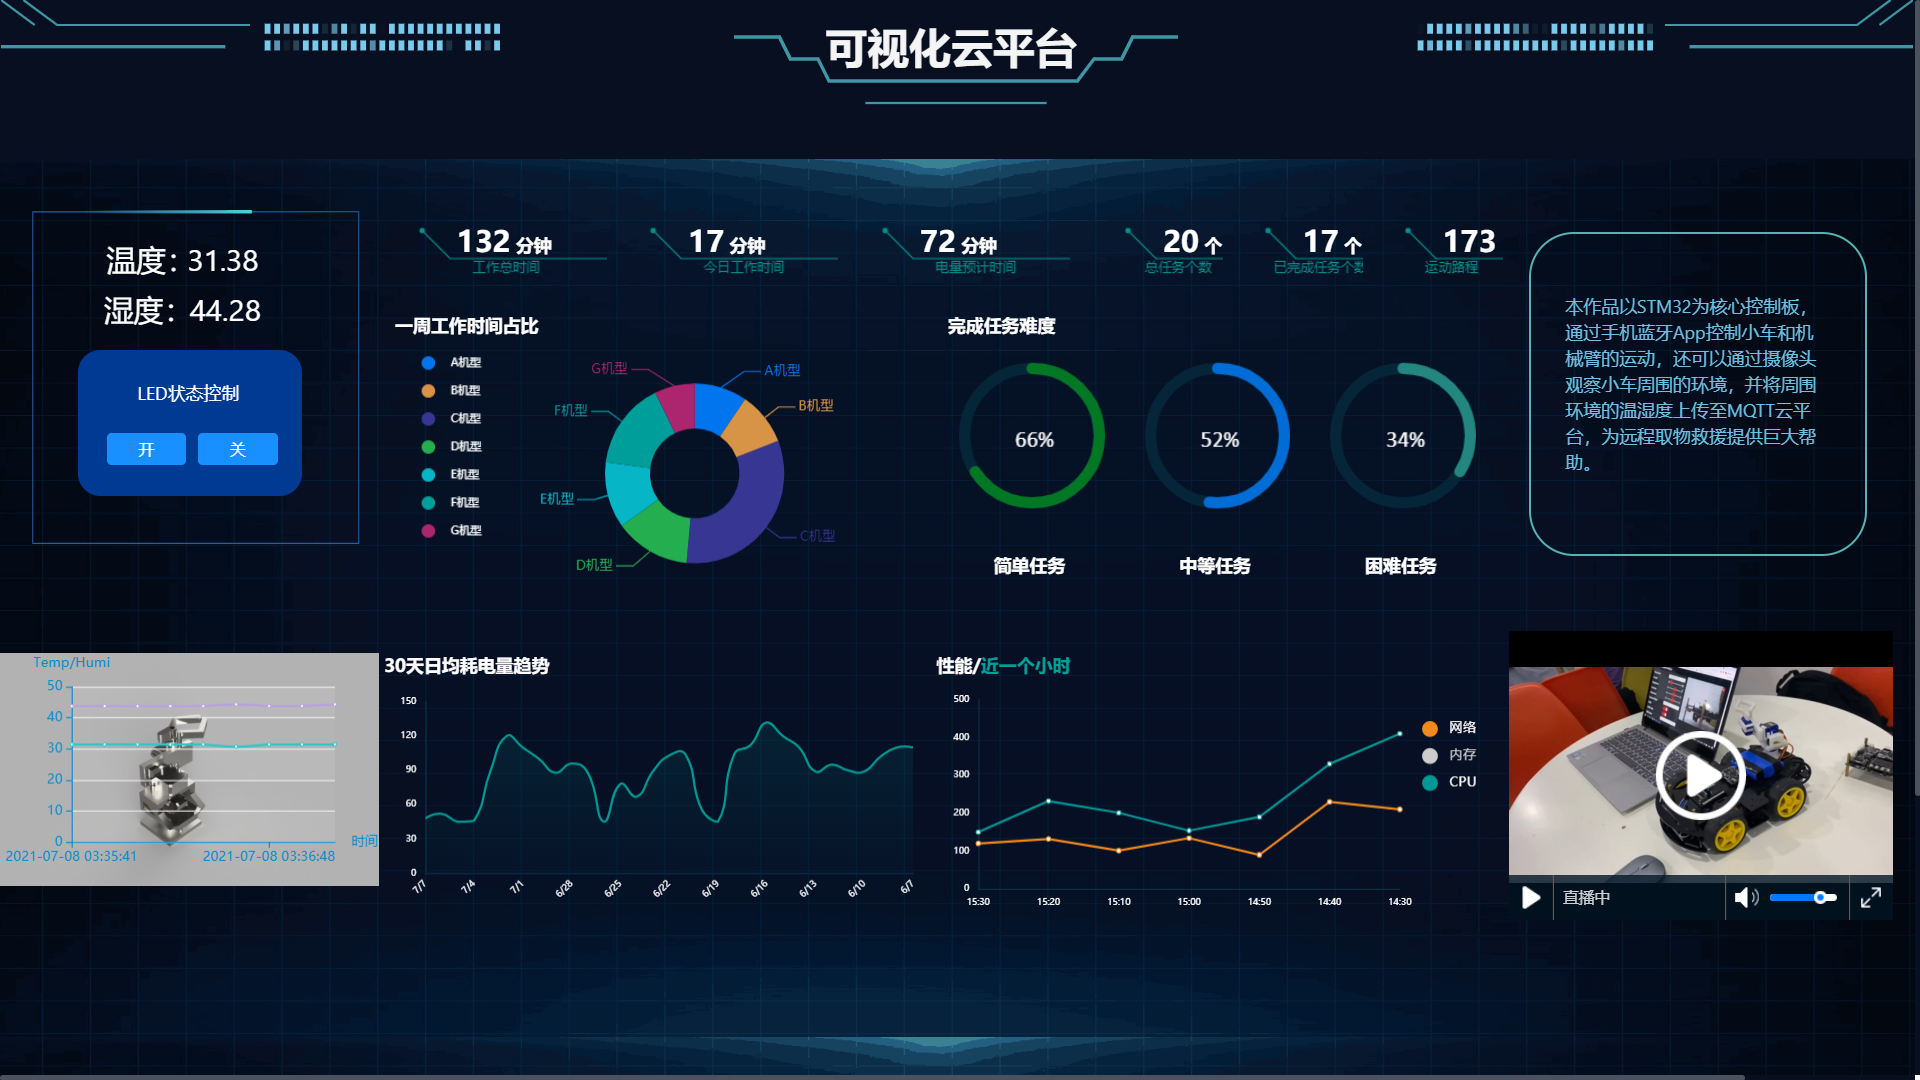 可视化云平台
温度：31.38
湿度：44.28
LED状态控制
开 关
132 分钟
工作总时间
17 分钟
今日工作时间
72 分钟
电量预计时间
20 个
总任务个数
17 个
已完成任务个数
173
运动路程
一周工作时间占比
A机型
B机型
C机型
D机型
E机型
F机型
G机型
G机型
A机型
B机型
F机型
E机型
C机型
D机型
完成任务难度
66%
52%
34%
简单任务
中等任务
困难任务
本作品以STM32为核心控制板，
通过手机蓝牙App控制小车和机
械臂的运动，还可以通过摄像头
观察小车周围的环境，并将周围
环境的温湿度上传至MQTT云平
台，为远程取物救援提供巨大帮
助。
Temp/Humi
50
40
30
20
10
0
时间
2021-07-08 03:35:41 2021-07-08 03:36:48
30天日均耗电量趋势
150
120
90
60
30
0
7/7 7/4 7/1 6/28 6/25 6/22 6/19 6/16 6/13 6/10 6/7
性能/近一个小时
500
400
300
200
100
0
15:30 15:20 15:10 15:00 14:50 14:40 14:30
网络
内存
CPU
直播中